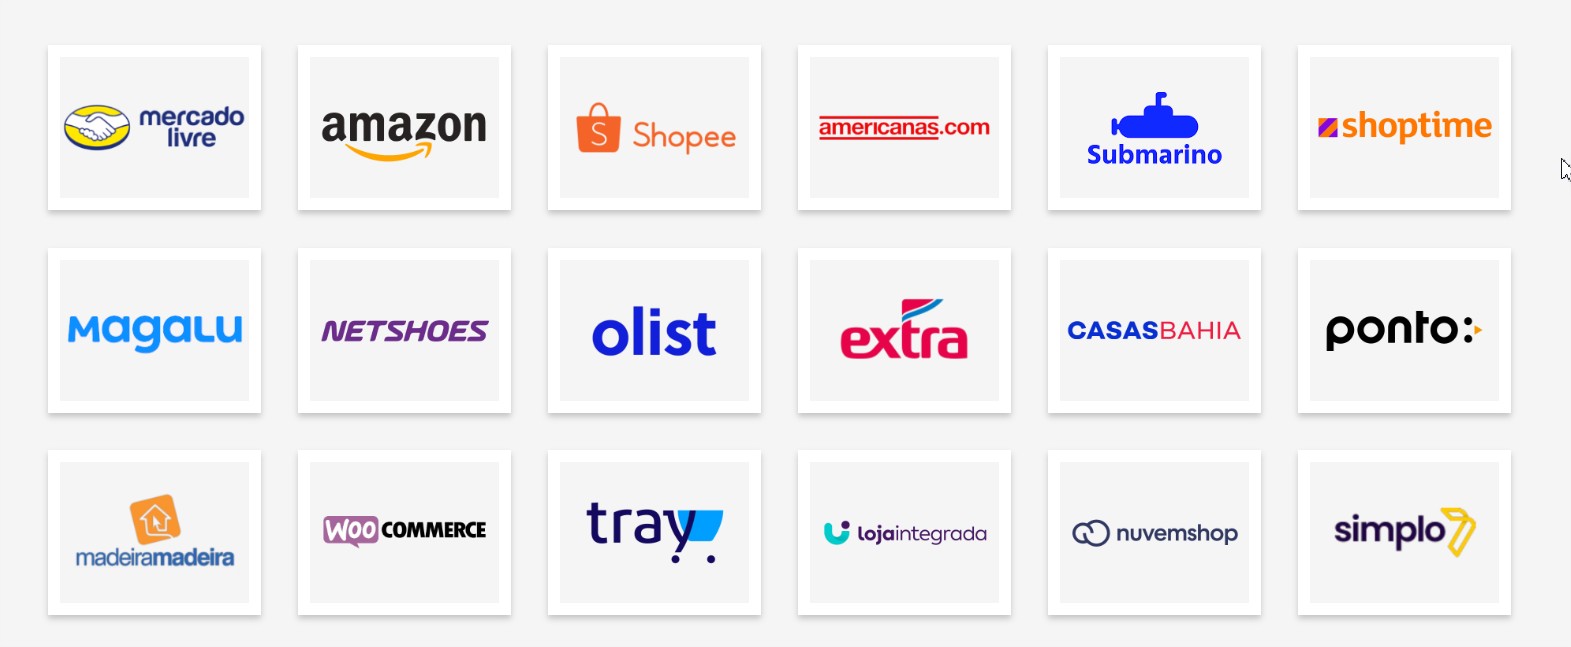 mercado
livre
amazon
S Shopee
americanas.com
Submarino
shoptime
magalu
NETSHOES
olist
extra
CASASBAHIA
ponto:
madeiramadeira
WOO COMMERCE
tray
lojaintegrada
nuvemshop
simplo7